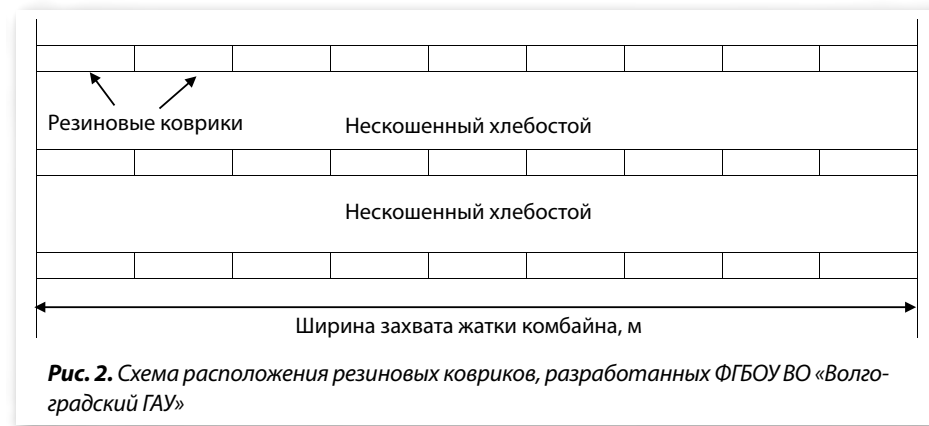 Резиновые коврики
Нескошенный хлебостой
Нескошенный хлебостой
Ширина захвата жатки комбайна, м
Рис. 2. Схема расположения резиновых ковриков, разработанных ФГБОУ ВО «Волго-
градский ГАУ»